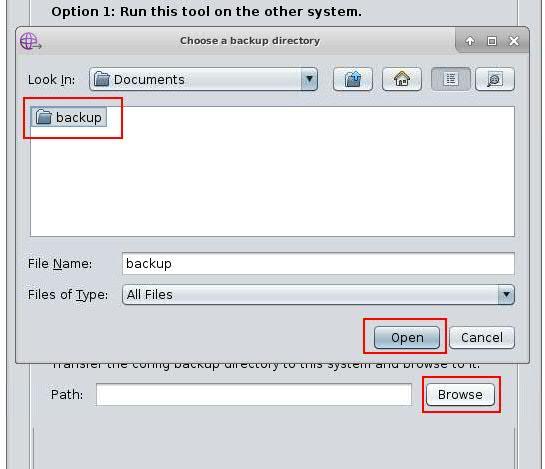 Option 1: Run this tool on the other system.
Choose a backup directory
Look In: Documents
backup
File Name: backup
Files of Type: All Files
Open Cancel
Transfer the config backup directory to this system and browse to it.
Path: Browse